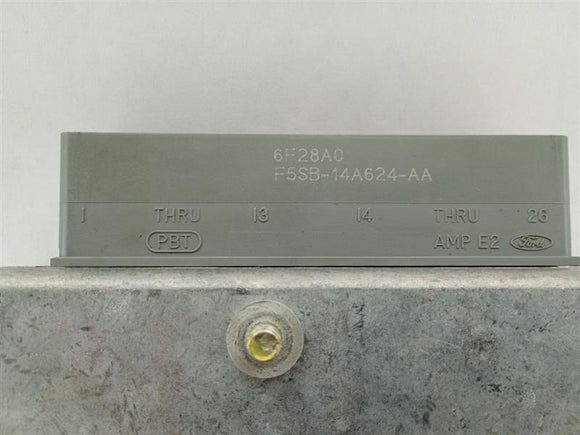 6F28A0
F5SB-14A624-AA
1 THRU 13 14 THRU 26
PBT AMP E2 Ford